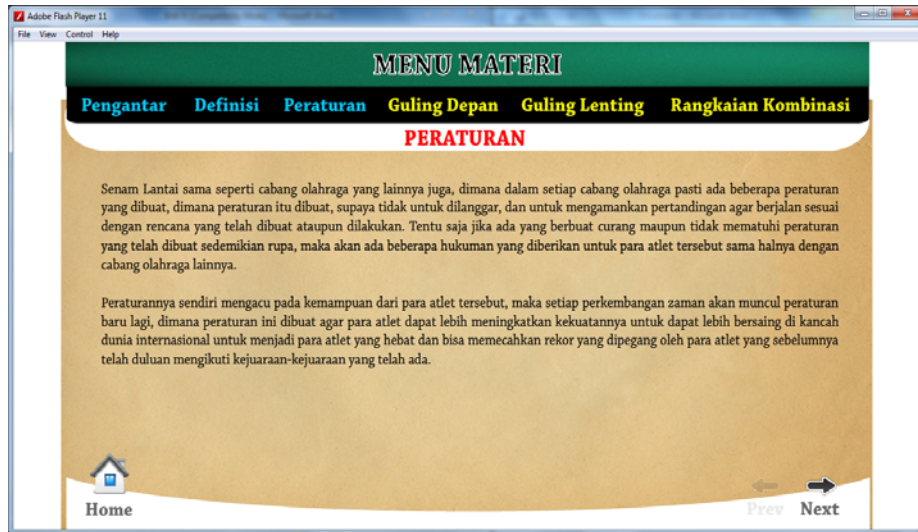 Adobe Flash Player 11
File View Control Help
MENU MATERI
Pengantar Definisi Peraturan Guling Depan Guling Lenting Rangkaian Kombinasi
PERATURAN
Senam Lantai sama seperti cabang olahraga yang lainnya juga, dimana dalam setiap cabang olahraga pasti ada beberapa peraturan
yang dibuat, dimana peraturan itu dibuat, supaya tidak untuk dilanggar, dan untuk mengamankan pertandingan agar berjalan sesuai
dengan rencana yang telah dibuat ataupun dilakukan. Tentu saja jika ada yang berbuat curang maupun tidak mematuhi peraturan
yang telah dibuat sedemikian rupa, maka akan ada beberapa hukuman yang diberikan untuk para atlet tersebut sama halnya dengan
cabang olahraga lainnya.
Peraturannya sendiri mengacu pada kemampuan dari para atlet tersebut, maka setiap perkembangan zaman akan muncul peraturan
baru lagi, dimana peraturan ini dibuat agar para atlet dapat lebih meningkatkan kekuatannya untuk dapat lebih bersaing di kancah
dunia internasional untuk menjadi para atlet yang hebat dan bisa memecahkan rekor yang dipegang oleh para atlet yang sebelumnya
telah duluan mengikuti kejuaraan-kejuaraan yang telah ada.
Home Prev Next